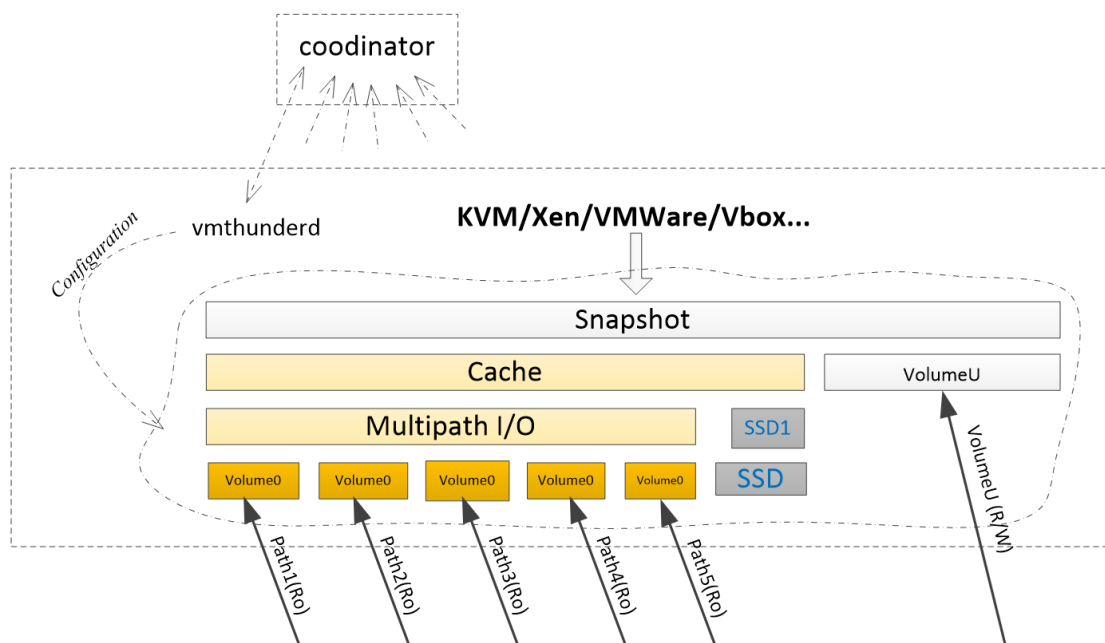 coodinator
vmthunderd
KVM/Xen/VMWare/Vbox...
Configuration
Snapshot
Cache
VolumeU
Multipath I/O
SSD1
Volume0
Volume0
Volume0
Volume0
Volume0
SSD
Path1(Ro)
Path2(Ro)
Path3(Ro)
Path4(Ro)
Path5(Ro)
VolumeU (R/W)